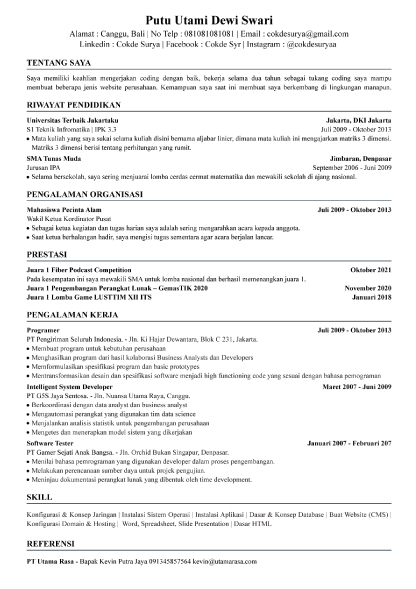 Putu Utami Dewi Swari
Alamat : Canggu, Bali | No Telp : 081081081081 | Email : cokdesurya@gmail.com
Linkedin : Cokde Surya | Facebook : Cokde Syr | Instagram : @cokdesuryaa
TENTANG SAYA
Saya memiliki keahlian mengerjakan coding dengan baik, bekerja selama dua tahun sebagai tukang coding saya mampu
membuat beberapa jenis website perusahaan. Kemampuan saya saat ini membuat saya berkembang di lingkungan manapun.
RIWAYAT PENDIDIKAN
Universitas Terbaik Jakartaku Jakarta, DKI Jakarta
S1 Teknik Infromatika | IPK 3.3 Juli 2009 - Oktober 2013
• Mata kuliah yang saya sukai selama kuliah disini bernama aljabar linier, dimana mata kuliah ini mengajarkan matriks 3 dimensi.
Matriks 3 dimensi berisi tentang perhitungan yang rumit.
SMA Tunas Muda Jimbaran, Denpasar
Jurusan IPA September 2006 - Juni 2009
• Selama bersekolah, saya sering menjuarai lomba cerdas cermat matematika dan mewakili sekolah di ajang nasional.
PENGALAMAN ORGANISASI
Mahasiswa Pecinta Alam Juli 2009 - Oktober 2013
Wakil Ketua Kordinator Pusat
• Sebagai ketua kegiatan dan tugas harian saya adalah sering mengarahkan acara kepada anggota.
• Saat ketua berhalangan hadir, saya mengisi tugas sementara agar acara berjalan lancar.
PRESTASI
Juara 1 Fiber Podcast Competition Oktober 2021
Pada kesempatan ini saya mewakili SMA untuk lomba nasional dan berhasil memenangkan juara 1.
Juara 1 Pengembangan Perangkat Lunak – GemasTIK 2020 November 2020
Juara 1 Lomba Game LUSTTIM XII ITS Januari 2018
PENGALAMAN KERJA
Programer Juli 2009 - Oktober 2013
PT Pengiriman Seluruh Indonesia. - Jln. Ki Hajar Dewantara, Blok C 231, Jakarta.
• Membuat program untuk kebutuhan perusahaan
• Menghasilkan program dari hasil kolaborasi Business Analysts dan Developers
• Memformulasikan spesifikasi program dan basic prototypes
• Mentransformasikan desain dan spesifikasi software menjadi high functioning code yang sesuai dengan bahasa pemrograman
Intelligent System Developer Maret 2007 - Juni 2009
PT G5S Jaya Sentosa. - Jln. Nuansa Utama Raya, Canggu.
• Berkoordinasi dengan data analyst dan business analyst
• Mengautomasi perangkat yang digunakan tim data science
• Menjalankan analisis statistik untuk pengembangan perusahaan
• Mengetes dan menerapkan model sistem yang dikerjakan
Software Tester Januari 2007 - Februari 207
PT Gamer Sejati Anak Bangsa. - Jln. Orchid Bukan Singapur, Denpasar.
• Menilai bahasa pemrograman yang digunakan developer dalam proses pengembangan.
• Melakukan perencanaan sumber daya untuk projek pengujian.
• Meninjau dokumentasi perangkat lunak yang dibentuk oleh time development.
SKILL
Konfigurasi & Konsep Jaringan | Instalasi Sistem Operasi | Instalasi Aplikasi | Dasar & Konsep Database | Buat Website (CMS) |
Konfigurasi Domain & Hosting | Word, Spreadsheet, Slide Presentation | Dasar HTML
REFERENSI
PT Utama Rasa - Bapak Kevin Putra Jaya 091345857564 kevin@utamarasa.com